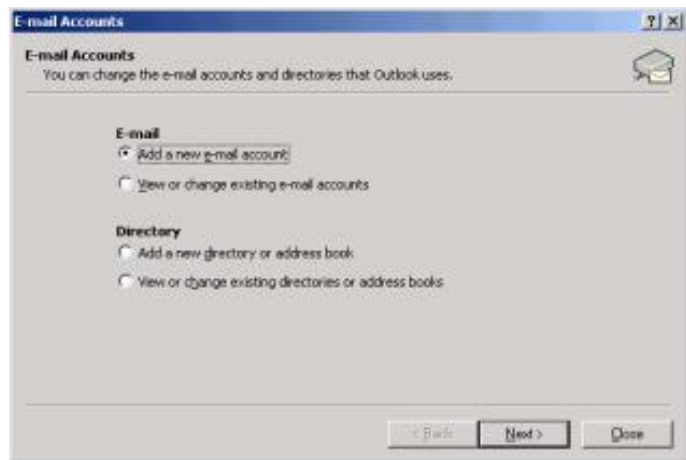 E-mail Accounts
E-mail Accounts
You can change the e-mail accounts and directories that Outlook uses.
E-mail
Add a new e-mail account
View or change existing e-mail accounts
Directory
Add a new directory or address book
View or change existing directories or address books
< Back Next > Close